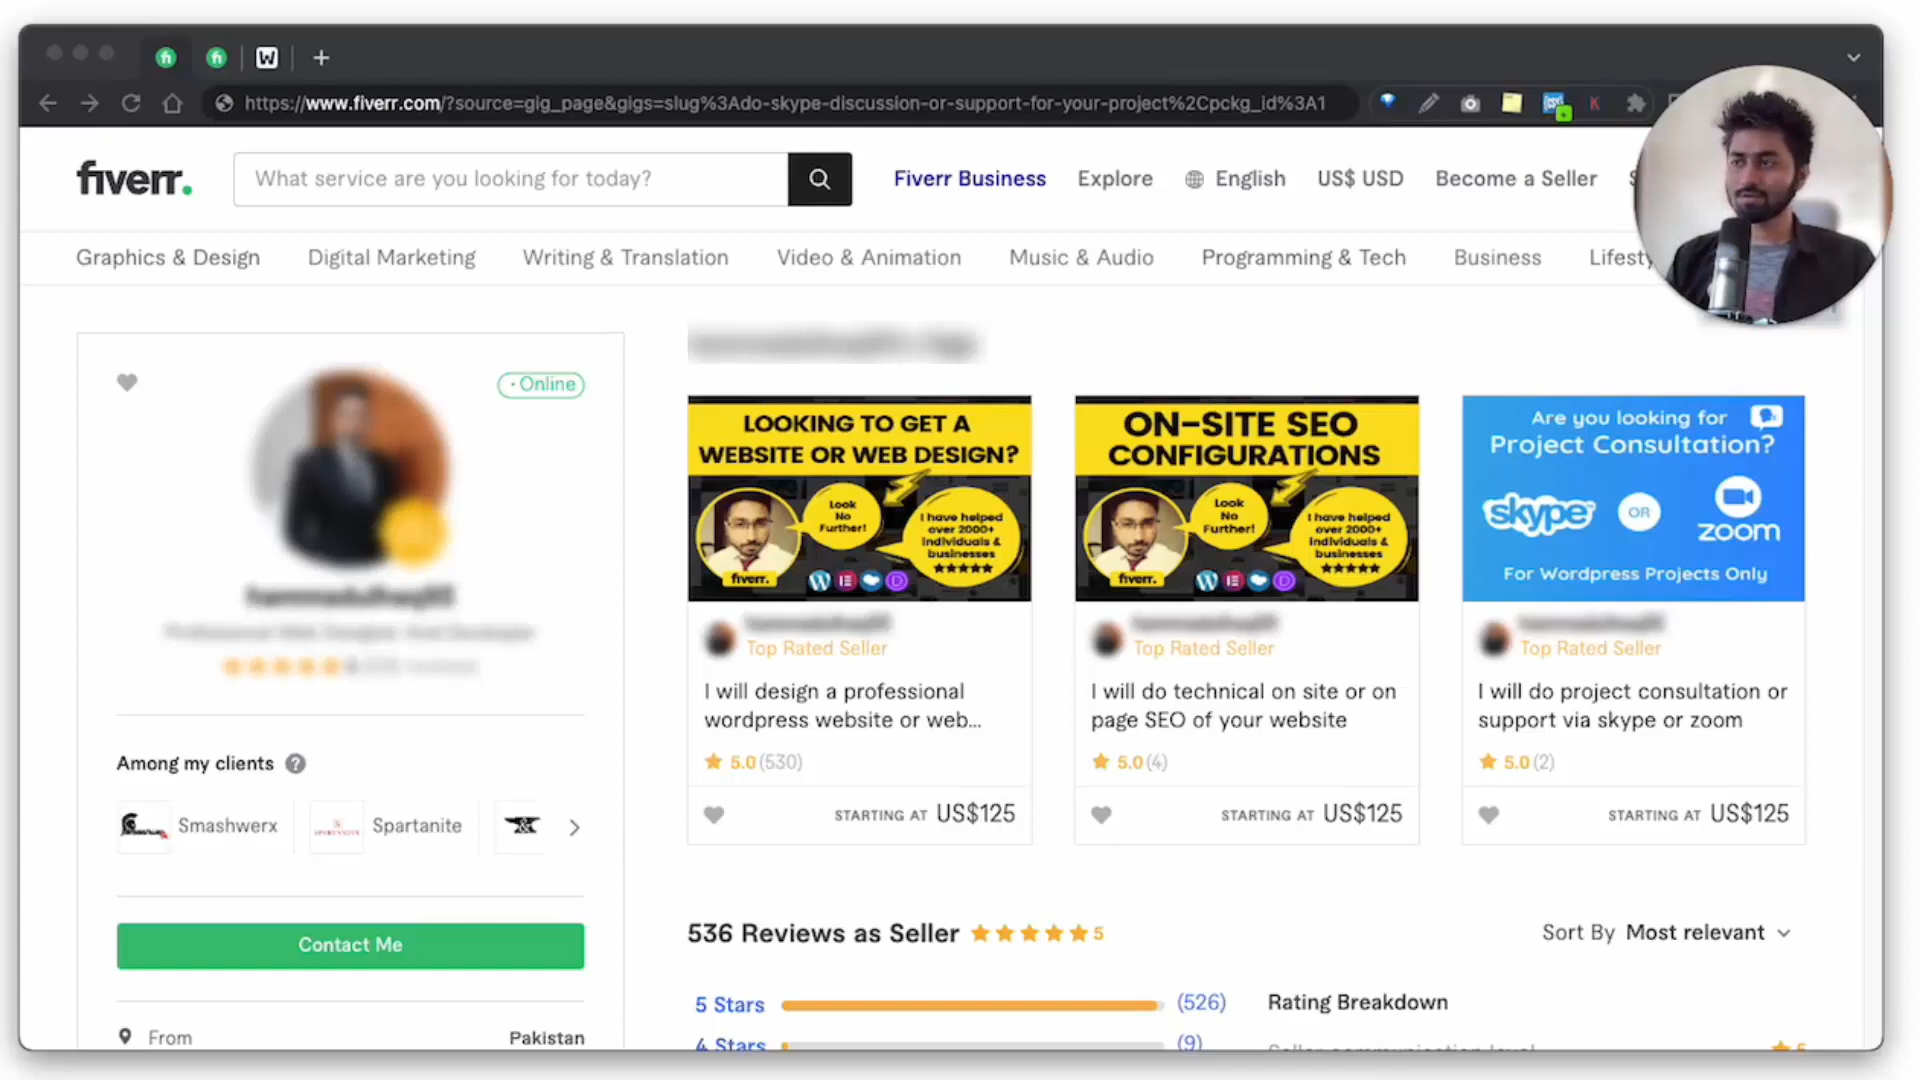 https://www.fiverr.com/?source=gig_page&gigs=slug%3Ado-skype-discussion-or-support-for-your-project%2Cpckg_id%3A1
fiverr.
What service are you looking for today?
Fiverr Business
Explore
English
US$ USD
Become a Seller
Graphics & Design
Digital Marketing
Writing & Translation
Video & Animation
Music & Audio
Programming & Tech
Business
Lifesty
• Online
Among my clients ?
Smashwerx
Spartanite
Contact Me
From
Pakistan
LOOKING TO GET A
WEBSITE OR WEB DESIGN?
Look
No
Further!
I have helped
over 2000+
individuals &
businesses
★★★★★
fiverr.
Top Rated Seller
I will design a professional
wordpress website or web...
5.0 (530)
STARTING AT US$125
ON-SITE SEO
CONFIGURATIONS
Look
No
Further!
I have helped
over 2000+
individuals &
businesses
★★★★★
fiverr.
Top Rated Seller
I will do technical on site or on
page SEO of your website
5.0 (4)
STARTING AT US$125
Are you looking for
Project Consultation?
skype
OR
zoom
For Wordpress Projects Only
Top Rated Seller
I will do project consultation or
support via skype or zoom
5.0 (2)
STARTING AT US$125
536 Reviews as Seller ★★★★★ 5
Sort By Most relevant
5 Stars
(526)
Rating Breakdown
4 Stars
(9)
Seller communication level
5